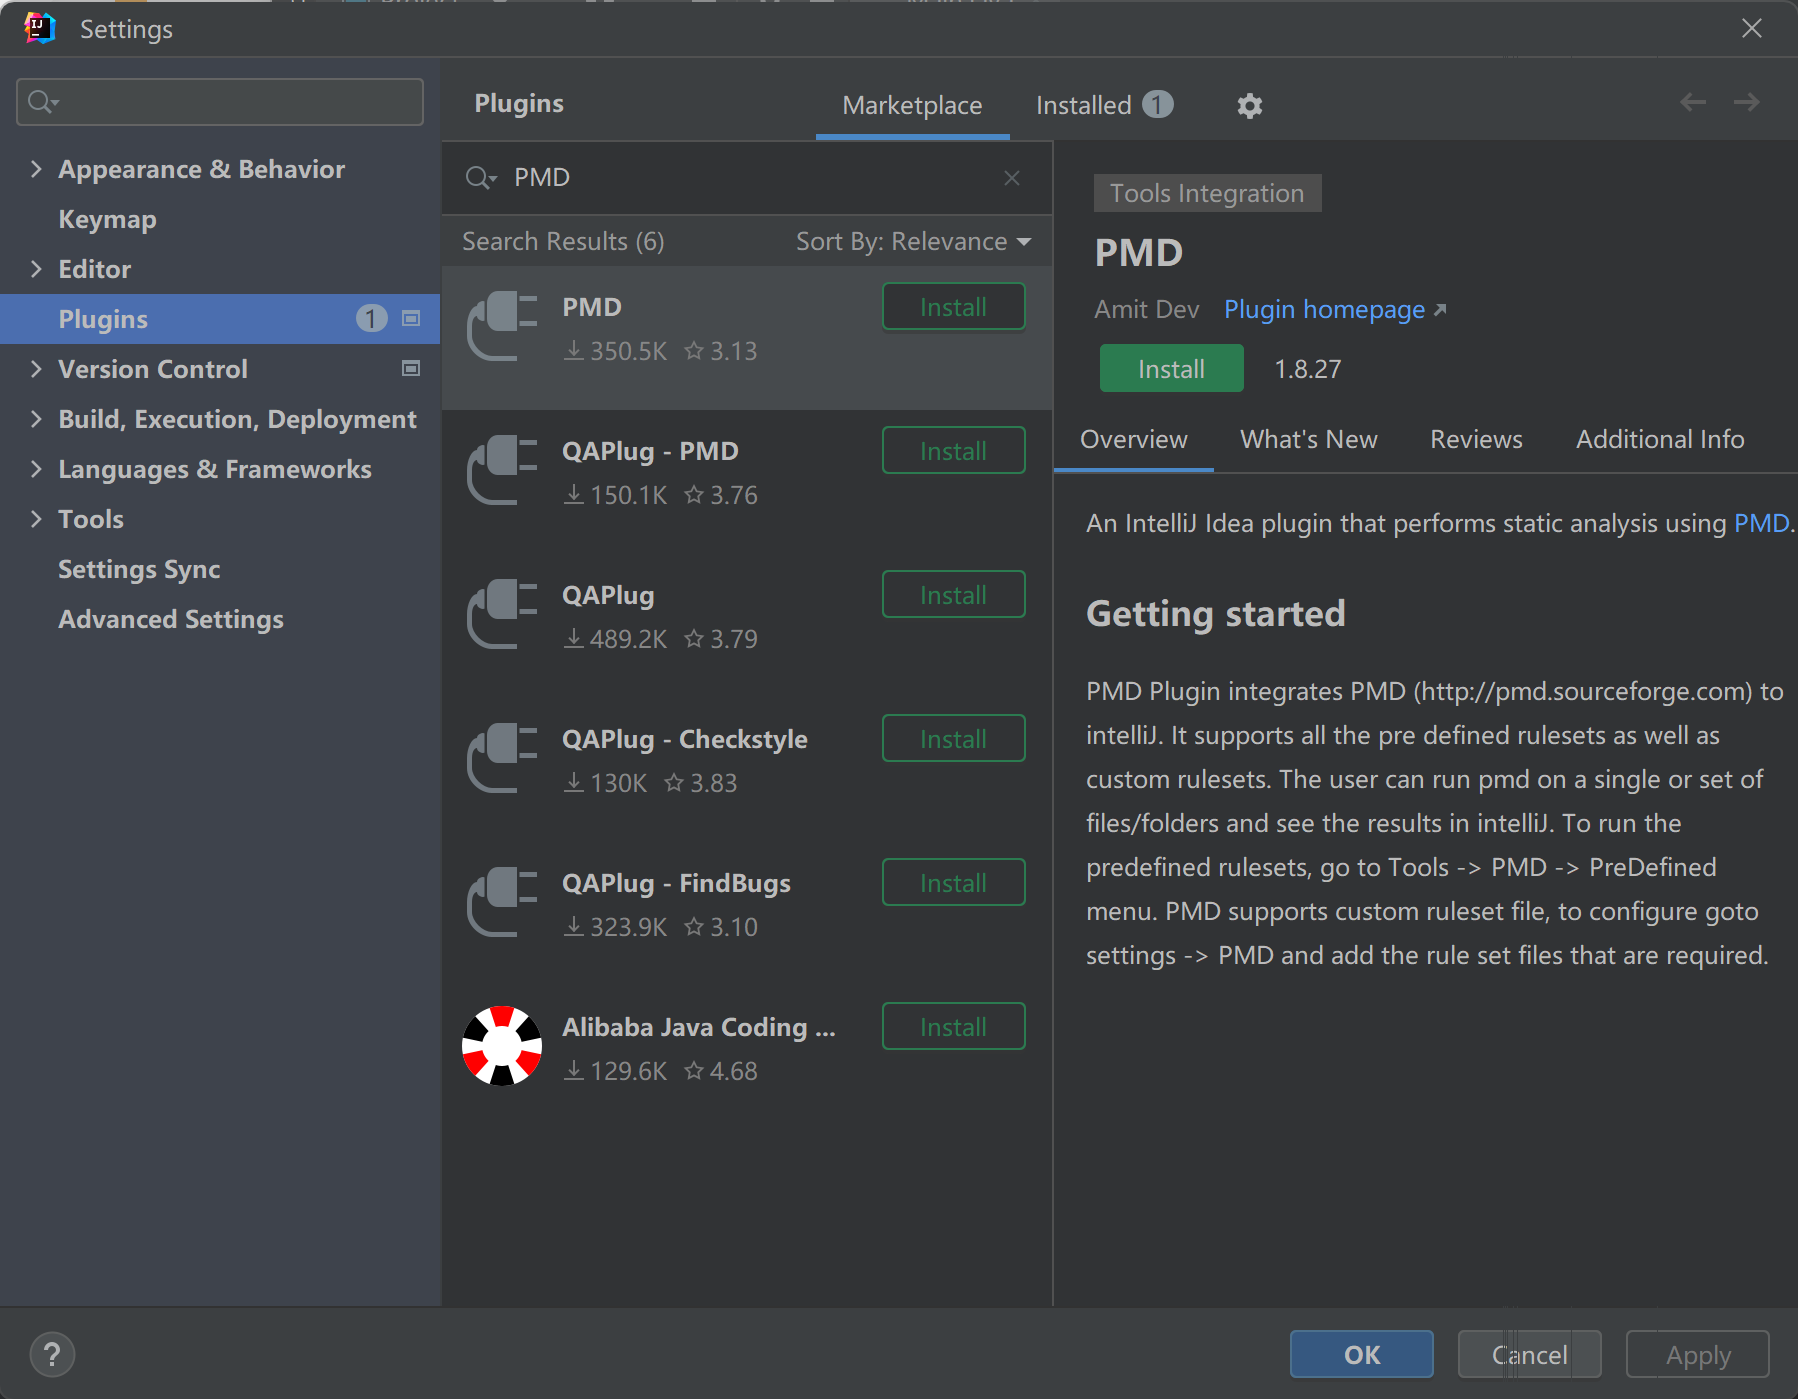 Settings
Plugins
Marketplace
Installed 1
Appearance & Behavior
Keymap
Editor
Plugins 1
Version Control
Build, Execution, Deployment
Languages & Frameworks
Tools
Settings Sync
Advanced Settings
PMD
Search Results (6)
Sort By: Relevance
PMD
Install
350.5K 3.13
QAPlug - PMD
Install
150.1K 3.76
QAPlug
Install
489.2K 3.79
QAPlug - Checkstyle
Install
130K 3.83
QAPlug - FindBugs
Install
323.9K 3.10
Alibaba Java Coding ...
Install
129.6K 4.68
Tools Integration
PMD
Amit Dev Plugin homepage
Install 1.8.27
Overview
What's New
Reviews
Additional Info
An IntelliJ Idea plugin that performs static analysis using PMD.
Getting started
PMD Plugin integrates PMD (http://pmd.sourceforge.com) to
intelliJ. It supports all the pre defined rulesets as well as
custom rulesets. The user can run pmd on a single or set of
files/folders and see the results in intelliJ. To run the
predefined rulesets, go to Tools -> PMD -> PreDefined
menu. PMD supports custom ruleset file, to configure goto
settings -> PMD and add the rule set files that are required.
?
OK
Cancel
Apply